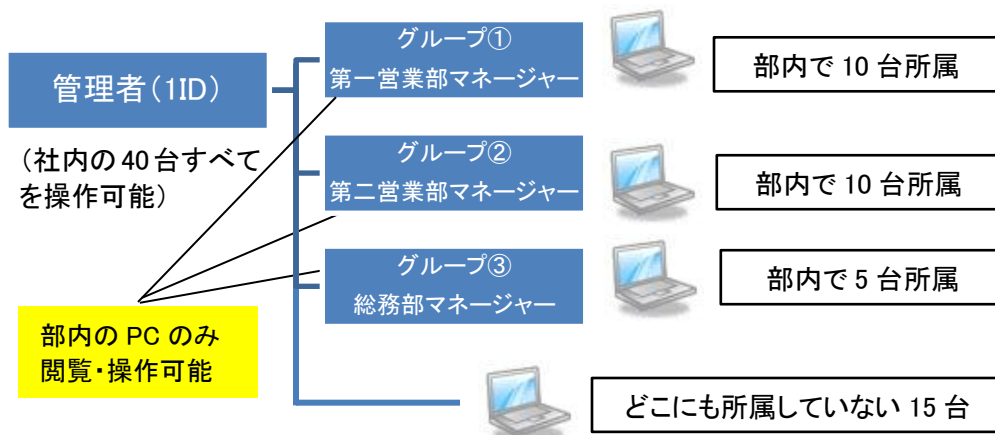 グループ①
第一営業部マネージャー
部内で 10 台所属
管理者（1ID）
（社内の 40 台すべて
を操作可能）
グループ②
第二営業部マネージャー
部内で 10 台所属
グループ③
総務部マネージャー
部内で 5 台所属
部内の PC のみ
閲覧・操作可能
どこにも所属していない 15 台